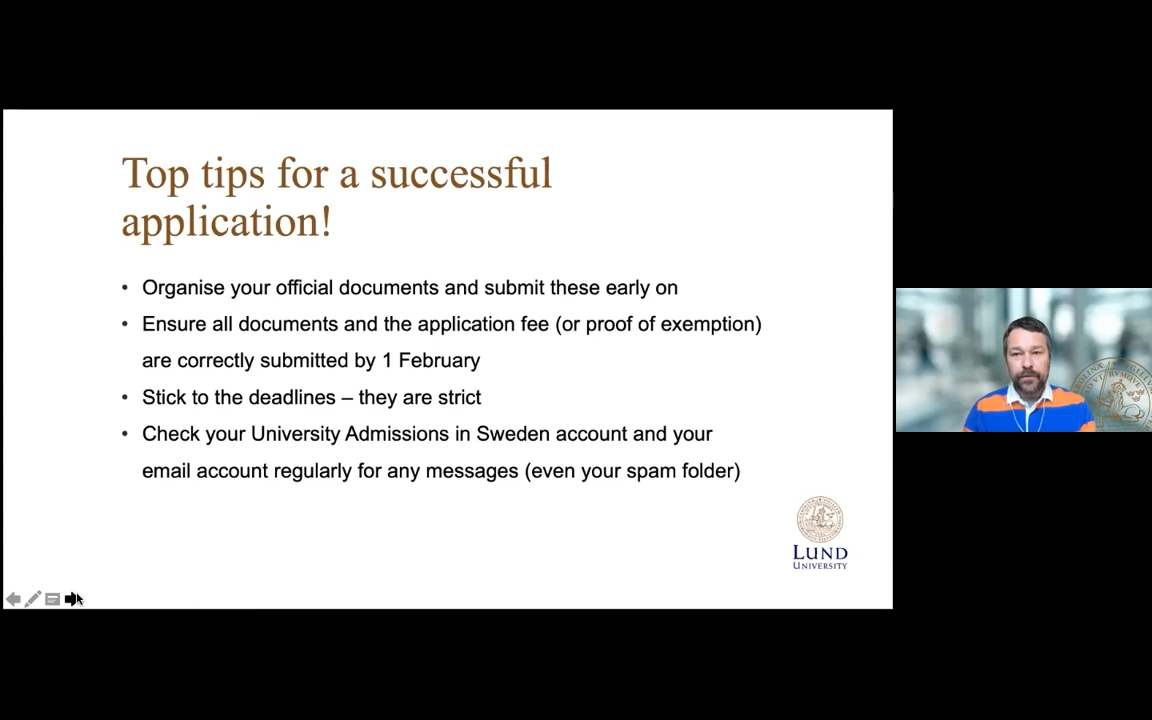 Top tips for a successful
application!
• Organise your official documents and submit these early on
• Ensure all documents and the application fee (or proof of exemption)
are correctly submitted by 1 February
• Stick to the deadlines – they are strict
• Check your University Admissions in Sweden account and your
email account regularly for any messages (even your spam folder)
LUND
UNIVERSITY